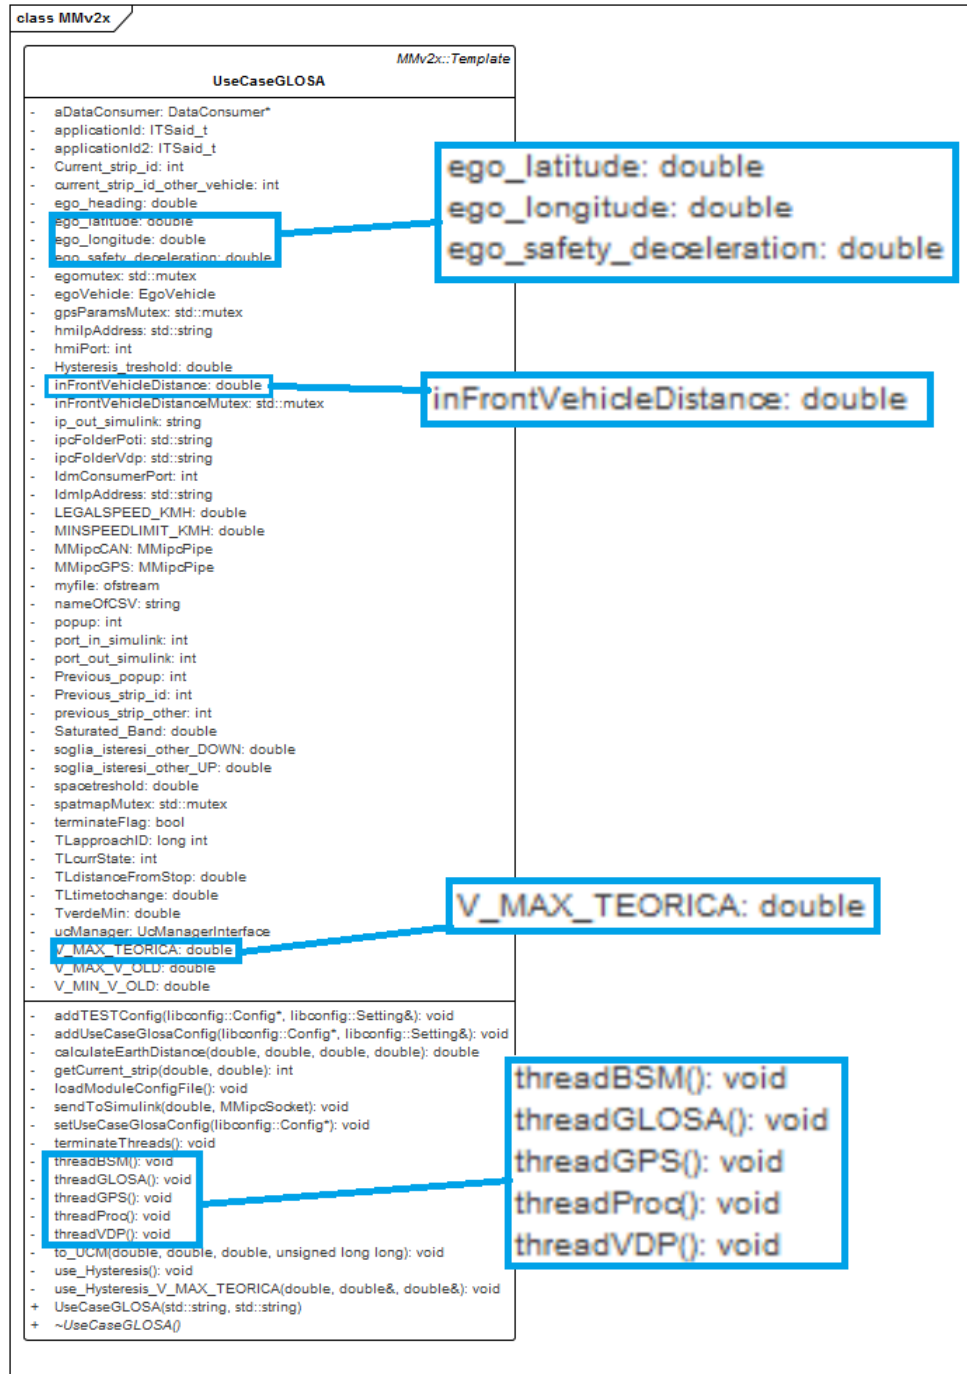 class MMv2x
MMv2x::Template
UseCaseGLOSA
- aDataConsumer: DataConsumer*
- applicationId: ITSaid_t
- applicationId2: ITSaid_t
- Current_strip_id: int
- current_strip_id_other_vehicle: int
- ego_heading: double
- ego_latitude: double
- ego_longitude: double
- ego_safety_deceleration: double
- egomutex: std::mutex
- egoVehicle: EgoVehicle
- gpsParamsMutex: std::mutex
- hmiIpAddress: std::string
- hmiPort: int
- Hysteresis_treshold: double
- inFrontVehicleDistance: double
- inFrontVehicleDistanceMutex: std::mutex
- ip_out_simulink: string
- ipcFolderPoti: std::string
- ipcFolderVdp: std::string
- ldmConsumerPort: int
- ldmIpAddress: std::string
- LEGALSPEED_KMH: double
- MINSPEEDLIMIT_KMH: double
- MMipcCAN: MMipcPipe
- MMipcGPS: MMipcPipe
- myfile: ofstream
- nameOfCSV: string
- popup: int
- port_in_simulink: int
- port_out_simulink: int
- Previous_popup: int
- Previous_strip_id: int
- previous_strip_other: int
- Saturated_Band: double
- soglia_isteresi_other_DOWN: double
- soglia_isteresi_other_UP: double
- spacetreshold: double
- spatmapMutex: std::mutex
- terminateFlag: bool
- TLapproachID: long int
- TLcurrState: int
- TLdistanceFromStop: double
- TLtimetochange: double
- TverdeMin: double
- ucManager: UcManagerInterface
- V_MAX_TEORICA: double
- V_MAX_V_OLD: double
- V_MIN_V_OLD: double
- addTESTConfig(libconfig::Config*, libconfig::Setting&): void
- addUseCaseGlosaConfig(libconfig::Config*, libconfig::Setting&): void
- calculateEarthDistance(double, double, double, double): double
- getCurrent_strip(double, double): int
- loadModuleConfigFile(): void
- sendToSimulink(double, MMipcSocket): void
- setUseCaseGlosaConfig(libconfig::Config*): void
- terminateThreads(): void
- threadBSM(): void
- threadGLOSA(): void
- threadGPS(): void
- threadProc(): void
- threadVDP(): void
- to_UCM(double, double, double, unsigned long long): void
- use_Hysteresis(): void
- use_Hysteresis_V_MAX_TEORICA(double, double&, double&): void
+ UseCaseGLOSA(std::string, std::string)
+ ~UseCaseGLOSA()
ego_latitude: double
ego_longitude: double
ego_safety_deceleration: double
inFrontVehicleDistance: double
V_MAX_TEORICA: double
threadBSM(): void
threadGLOSA(): void
threadGPS(): void
threadProc(): void
threadVDP(): void